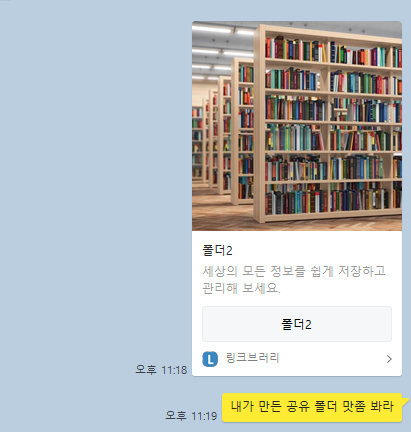 폴더2
세상의 모든 정보를 쉽게 저장하고
관리해 보세요.
폴더2
L 링크브러리
오후 11:18
오후 11:19 내가 만든 공유 폴더 맛좀 봐라